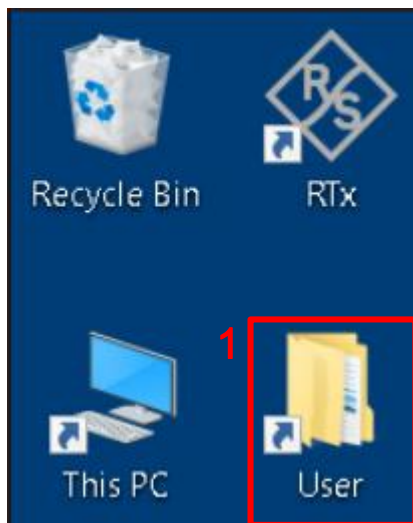 R&S
Recycle Bin
RTx
1
This PC
User